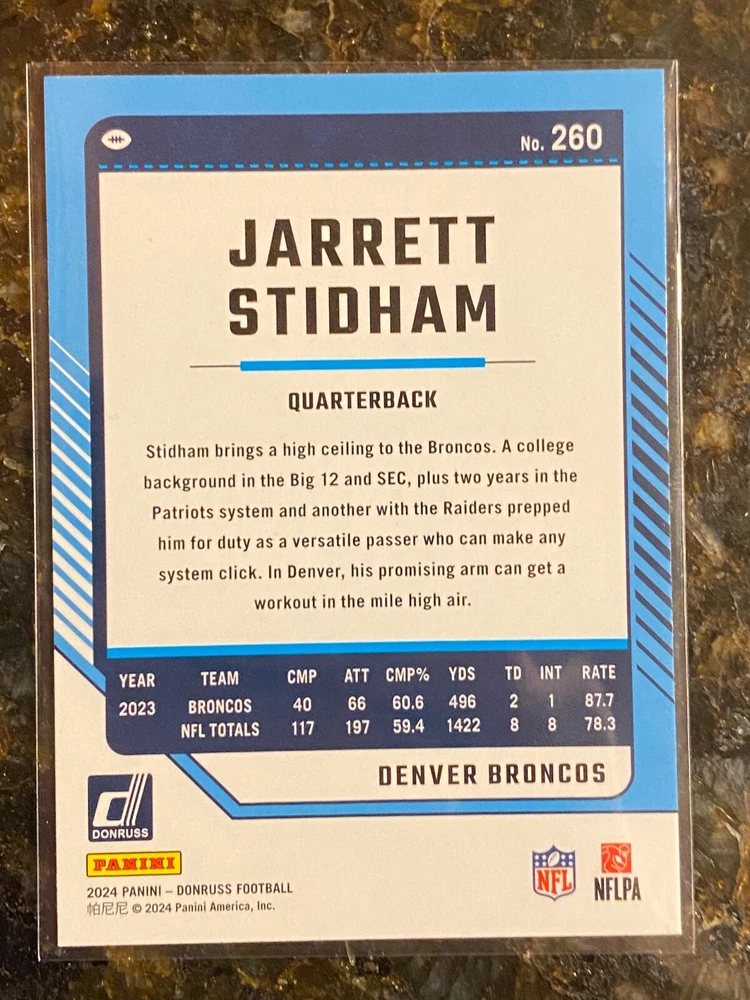 No. 260
JARRETT
STIDHAM
QUARTERBACK
Stidham brings a high ceiling to the Broncos. A college
background in the Big 12 and SEC, plus two years in the
Patriots system and another with the Raiders prepped
him for duty as a versatile passer who can make any
system click. In Denver, his promising arm can get a
workout in the mile high air.
YEAR TEAM CMP ATT CMP% YDS TD INT RATE
2023 BRONCOS 40 66 60.6 496 2 1 87.7
NFL TOTALS 117 197 59.4 1422 8 8 78.3
DENVER BRONCOS
d
DONRUSS
PANINI
2024 PANINI – DONRUSS FOOTBALL
帕尼尼 © 2024 Panini America, Inc.
NFL
NFLPA